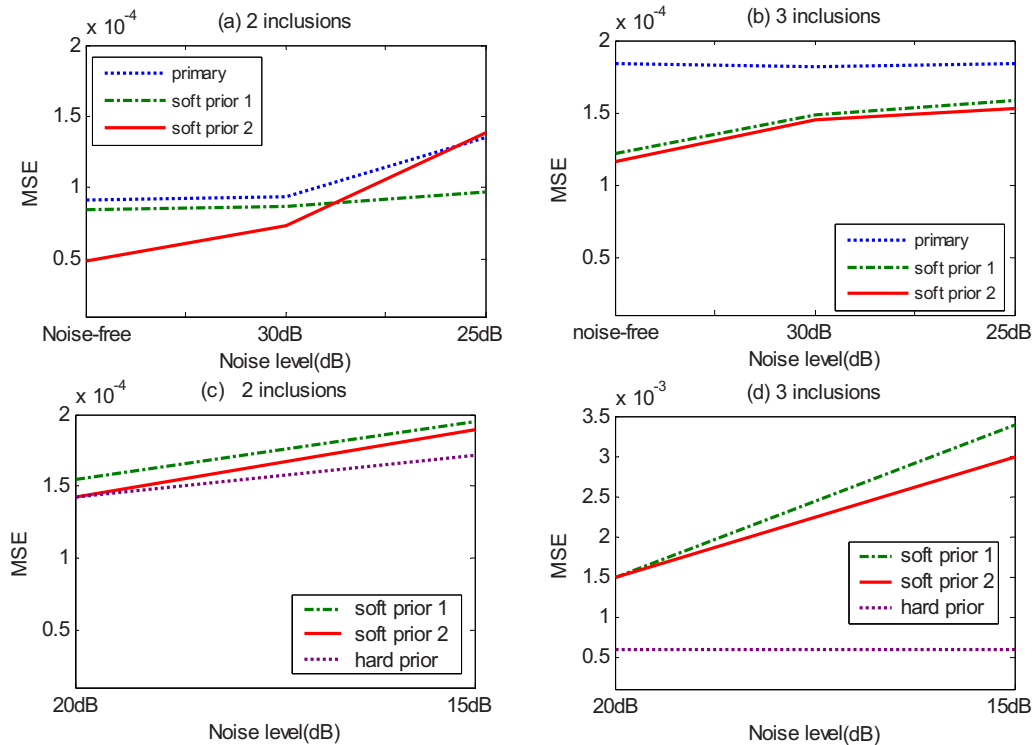 (a) 2 inclusions
x 10^-4
2
1.5
1
0.5
MSE
primary
soft prior 1
soft prior 2
Noise-free
30dB
25dB
Noise level(dB)
(b) 3 inclusions
x 10^-4
2
1.5
1
0.5
MSE
primary
soft prior 1
soft prior 2
noise-free
30dB
25dB
Noise level(dB)
(c) 2 inclusions
x 10^-4
2
1.5
1
0.5
MSE
soft prior 1
soft prior 2
hard prior
20dB
15dB
Noise level(dB)
(d) 3 inclusions
x 10^-3
3.5
3
2.5
2
1.5
1
0.5
MSE
soft prior 1
soft prior 2
hard prior
20dB
15dB
Noise level(dB)